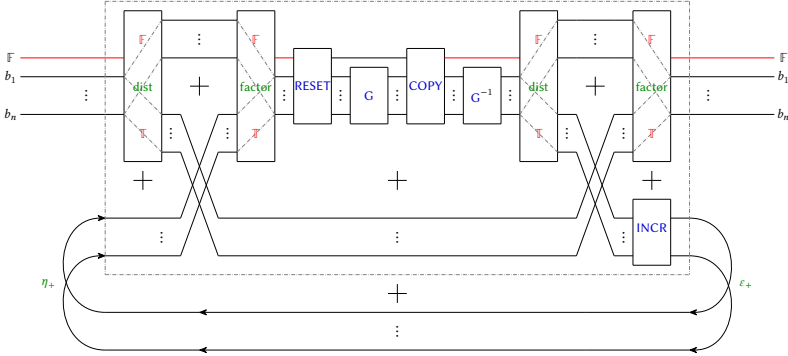 𝔽 ⋮ 𝔽 𝔽 ⋮ 𝔽
𝔽 𝔽
b₁ b₁
⋮ dist + factor ⋮ RESET ⋮ G ⋮ COPY ⋮ G⁻¹ ⋮ dist + factor ⋮
bₙ bₙ
𝕋 ⋮ ⋮ 𝕋 𝕋 ⋮ ⋮ 𝕋
+ + +
⋮ ⋮ ⋮ INCR ⋮
η₊ ε₊
+
⋮